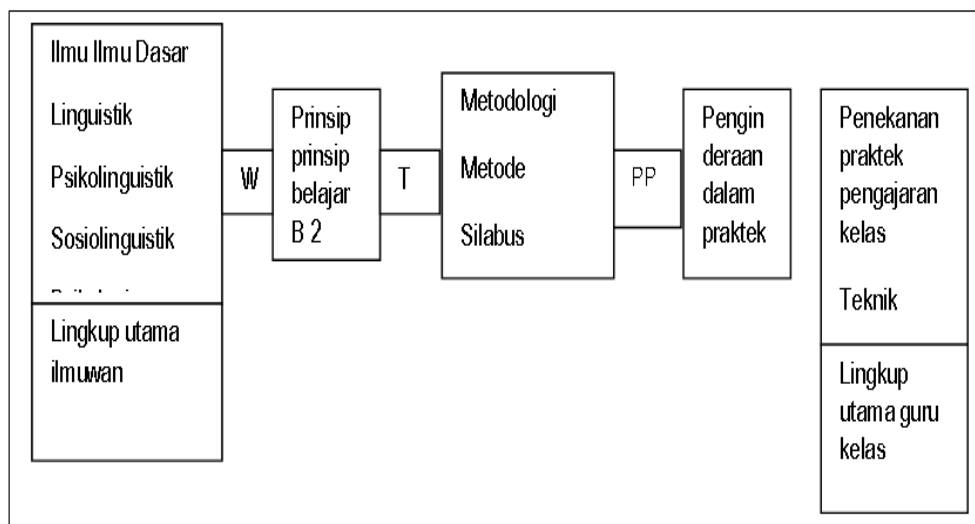 Ilmu Ilmu Dasar
Linguistik
Psikolinguistik
Sosiolinguistik
Lingkup utama
ilmuwan
W
Prinsip
prinsip
belajar
B 2
T
Metodologi
Metode
Silabus
PP
Pengin
deraan
dalam
praktek
Penekanan
praktek
pengajaran
kelas
Teknik
Lingkup
utama guru
kelas